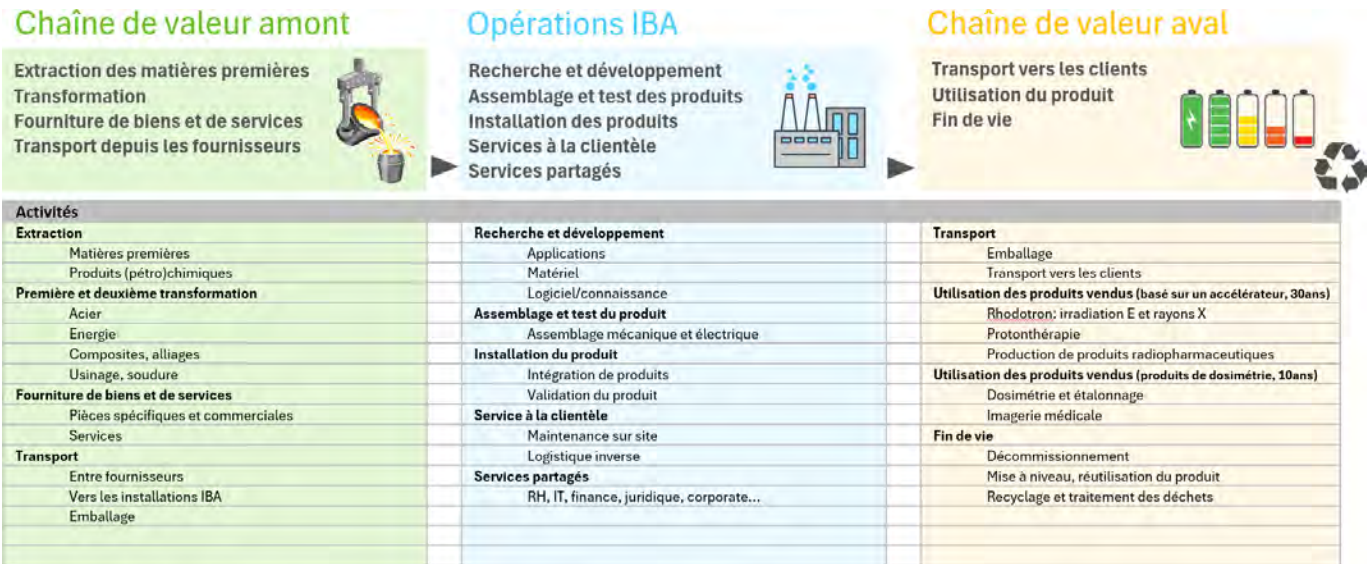 Chaîne de valeur amont
Extraction des matières premières
Transformation
Fourniture de biens et de services
Transport depuis les fournisseurs
Opérations IBA
Recherche et développement
Assemblage et test des produits
Installation des produits
Services à la clientèle
Services partagés
Chaîne de valeur aval
Transport vers les clients
Utilisation du produit
Fin de vie
Activités
Extraction
Matières premières
Produits (pétro)chimiques
Première et deuxième transformation
Acier
Energie
Composites, alliages
Usinage, soudure
Fourniture de biens et de services
Pièces spécifiques et commerciales
Services
Transport
Entre fournisseurs
Vers les installations IBA
Emballage
Recherche et développement
Applications
Matériel
Logiciel/connaissance
Assemblage et test du produit
Assemblage mécanique et électrique
Installation du produit
Intégration de produits
Validation du produit
Service à la clientèle
Maintenance sur site
Logistique inverse
Services partagés
RH, IT, finance, juridique, corporate...
Transport
Emballage
Transport vers les clients
Utilisation des produits vendus (basé sur un accélérateur, 30ans)
Rhodotron: irradiation E et rayons X
Protonthérapie
Production de produits radiopharmaceutiques
Utilisation des produits vendus (produits de dosimétrie, 10ans)
Dosimétrie et étalonnage
Imagerie médicale
Fin de vie
Décommissionnement
Mise à niveau, réutilisation du produit
Recyclage et traitement des déchets